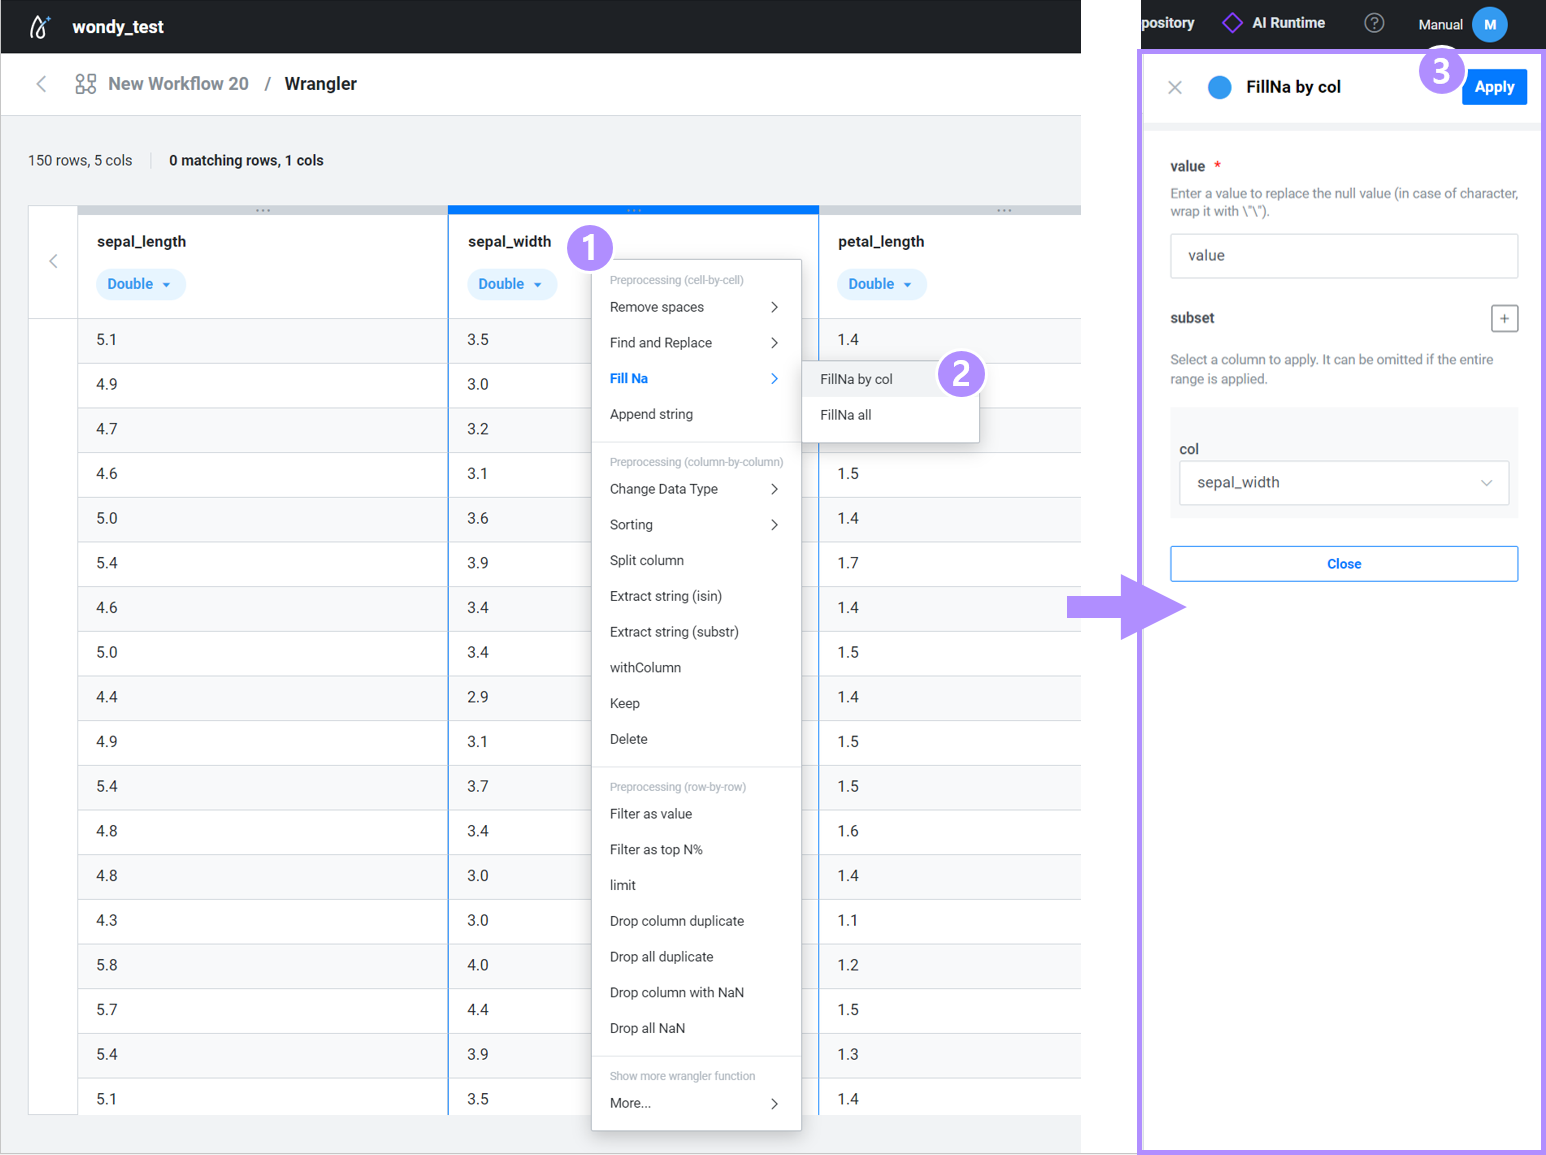 wondy_test
New Workflow 20 / Wrangler
150 rows, 5 cols
0 matching rows, 1 cols
sepal_length
sepal_width
petal_length
Double
Double
Double
5.1 3.5 1.4
4.9 3.0
4.7 3.2
4.6 3.1 1.5
5.0 3.6 1.4
5.4 3.9 1.7
4.6 3.4 1.4
5.0 3.4 1.5
4.4 2.9 1.4
4.9 3.1 1.5
5.4 3.7 1.5
4.8 3.4 1.6
4.8 3.0 1.4
4.3 3.0 1.1
5.8 4.0 1.2
5.7 4.4 1.5
5.4 3.9 1.3
5.1 3.5 1.4
1
Preprocessing (cell-by-cell)
Remove spaces
Find and Replace
Fill Na
Append string
Preprocessing (column-by-column)
Change Data Type
Sorting
Split column
Extract string (isin)
Extract string (substr)
withColumn
Keep
Delete
Preprocessing (row-by-row)
Filter as value
Filter as top N%
limit
Drop column duplicate
Drop all duplicate
Drop column with NaN
Drop all NaN
Show more wrangler function
More...
2
FillNa by col
FillNa all
pository
AI Runtime
?
Manual
M
3
FillNa by col
Apply
value *
Enter a value to replace the null value (in case of character,
wrap it with \"\").
value
subset
+
Select a column to apply. It can be omitted if the entire
range is applied.
col
sepal_width
Close